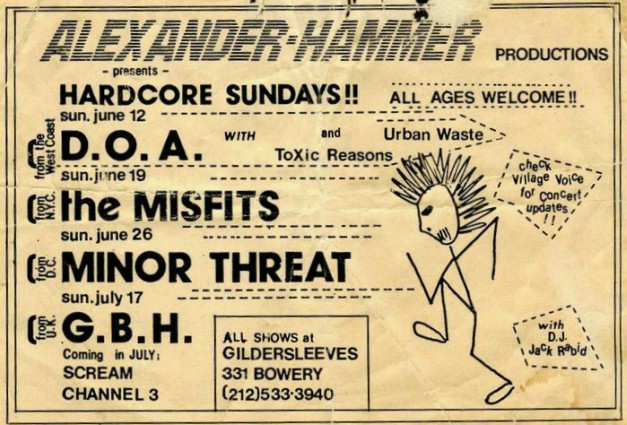 ALEXANDER-HAMMER PRODUCTIONS
- presents -
HARDCORE SUNDAYS!! ALL AGES WELCOME!!
sun. june 12
from the West Coast
D.O.A. WITH ToXic Reasons and Urban Waste
sun. june 19
from N.Y.C.
the MISFITS
sun. june 26
from D.C.
MINOR THREAT
sun. july 17
from U.K.
G.B.H.
Coming in JULY;
SCREAM
CHANNEL 3
ALL SHOWS at
GILDERSLEEVES
331 BOWERY
(212)533-3940
check
Village Voice
for Concert
updates
!!
with
D.J.
Jack Rabid